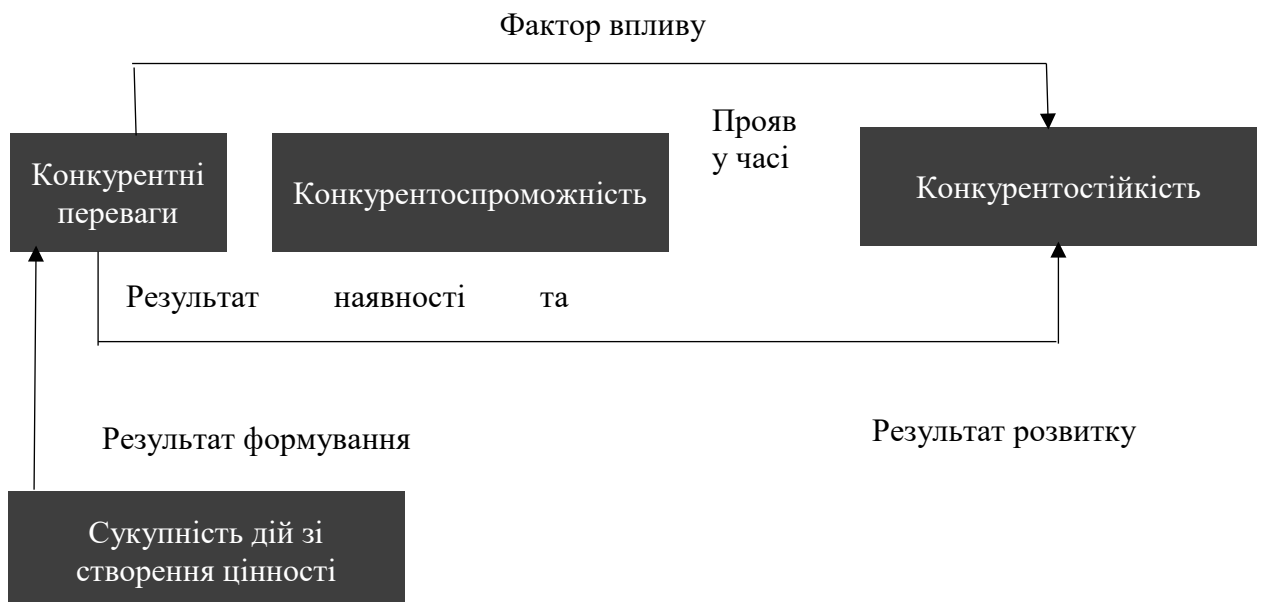 Фактор впливу
Прояв
у часі
Конкурентні
переваги
Конкурентоспроможність
Конкурентостійкість
Результат наявності та
Результат формування
Результат розвитку
Сукупність дій зі
створення цінності